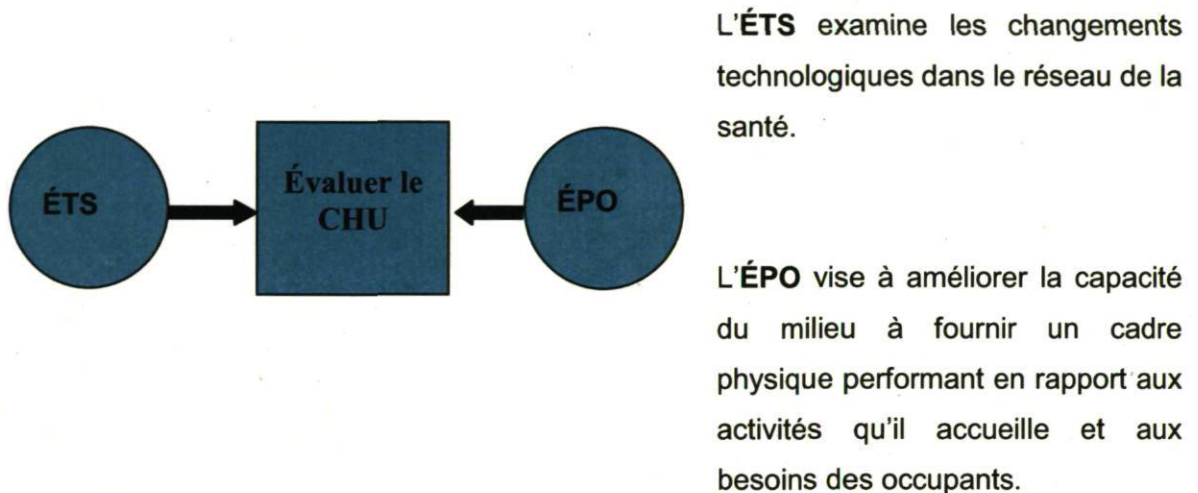 ÉTS
Évaluer le
CHU
ÉPO
L'ÉTS examine les changements
technologiques dans le réseau de la
santé.
L'ÉPO vise à améliorer la capacité
du milieu à fournir un cadre
physique performant en rapport aux
activités qu'il accueille et aux
besoins des occupants.